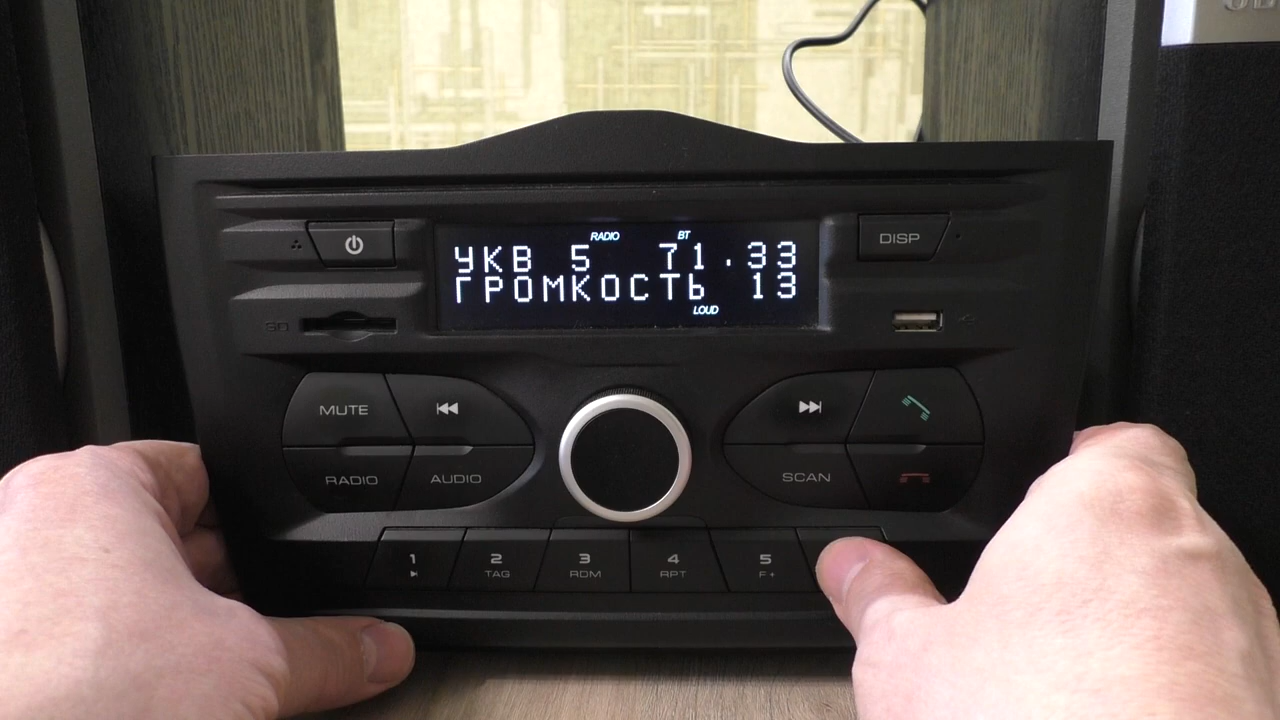 RADIO BT
УКВ 5 71.33
ГРОМКОСТЬ 13
LOUD
DISP
SD
MUTE
RADIO
AUDIO
SCAN
1
2 TAG
3 RDM
4 RPT
5 F+